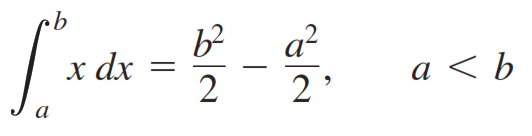 ∫_a^b x dx = b²/2 − a²/2, a < b